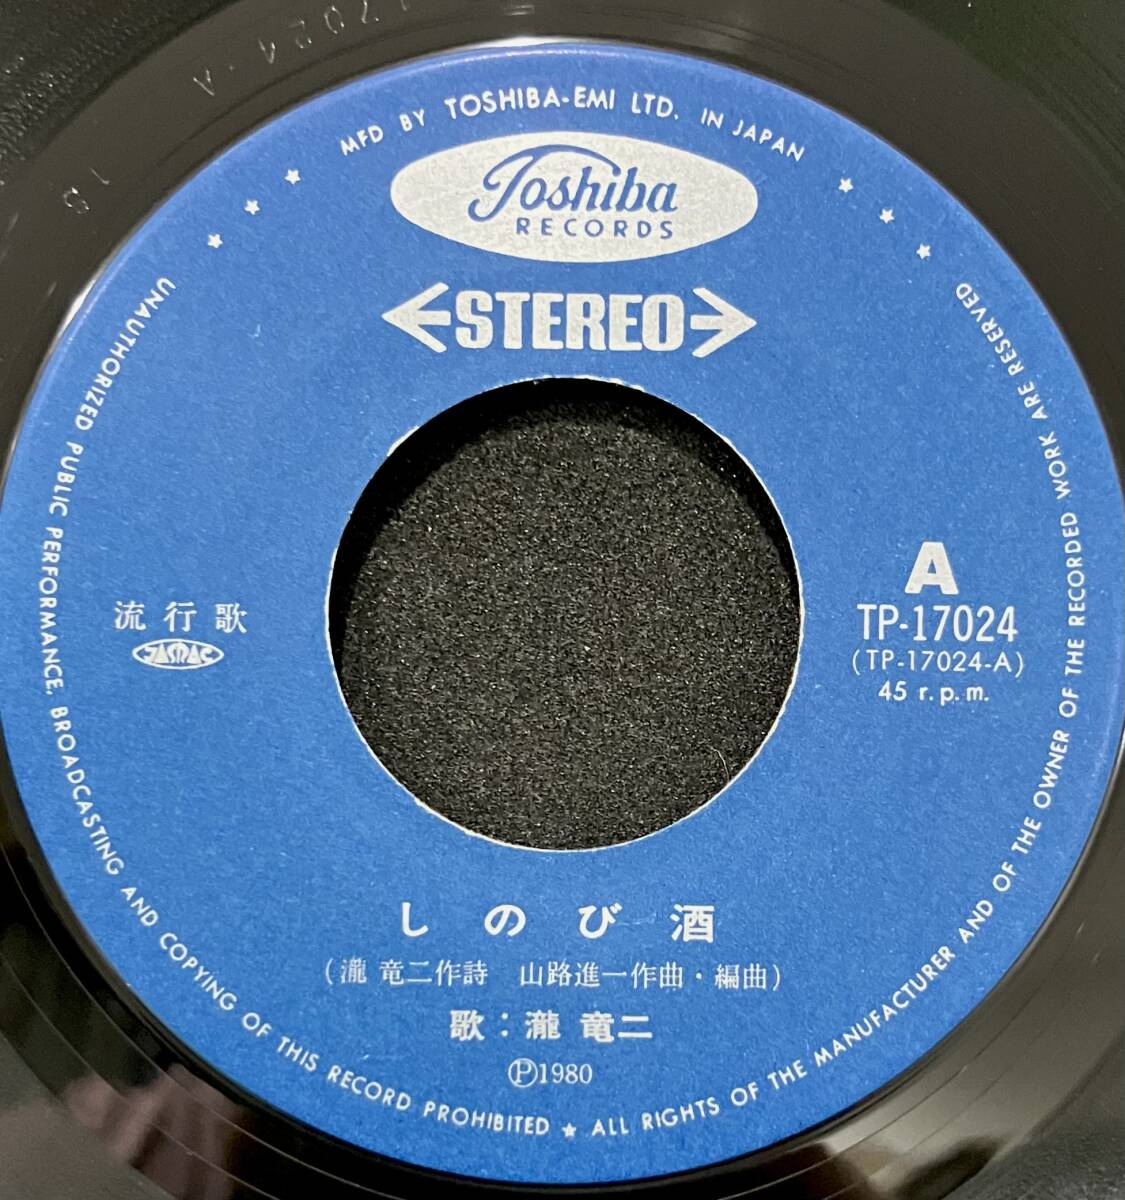 MFD BY TOSHIBA-EMI LTD. IN JAPAN
Toshiba
RECORDS
STEREO
流行歌
JASRAC
A
TP-17024
(TP-17024-A)
45 r.p.m.
しのび酒
(瀧 竜二作詩 山路進一作曲・編曲)
歌：瀧 竜二
Ⓟ1980
UNAUTHORIZED PUBLIC PERFORMANCE, BROADCASTING AND COPYING OF THIS RECORD PROHIBITED ★ ALL RIGHTS OF THE MANUFACTURER AND OF THE OWNER OF THE RECORDED WORK ARE RESERVED